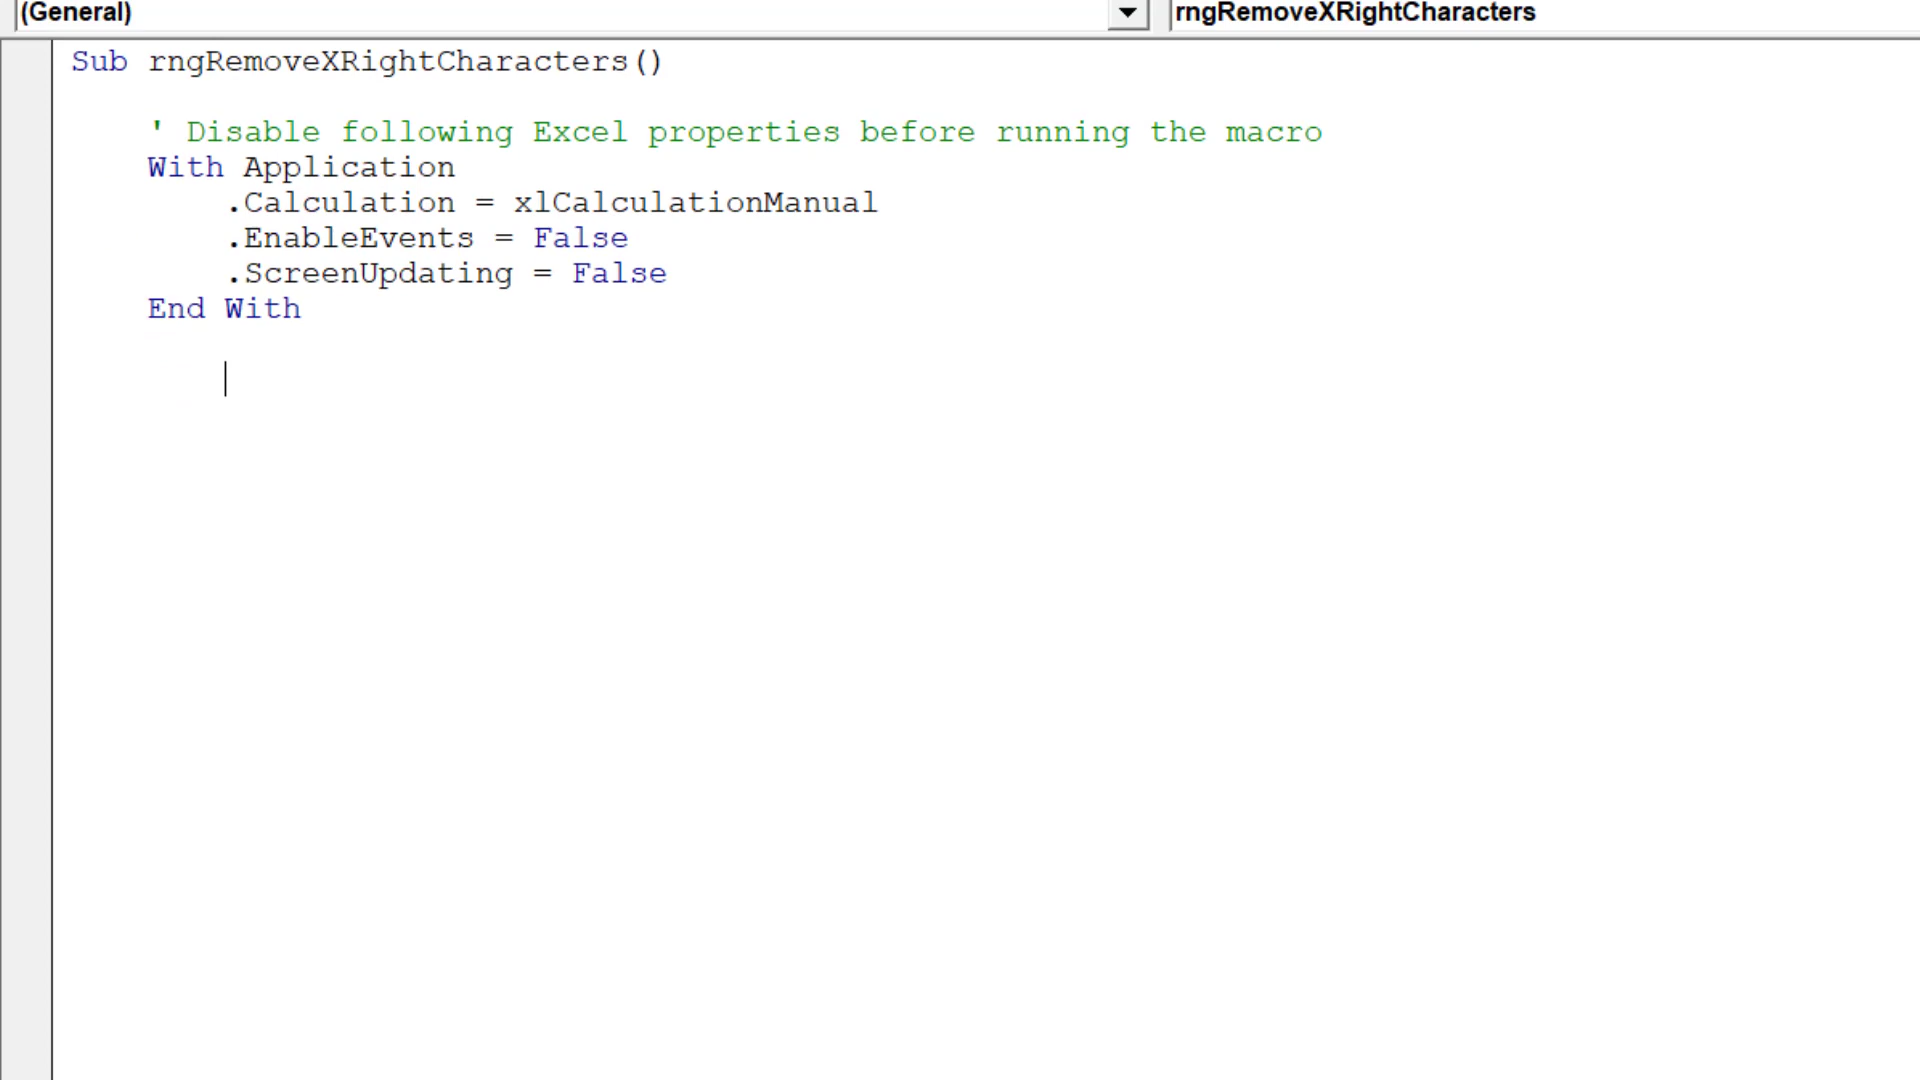 (General) rngRemoveXRightCharacters
Sub rngRemoveXRightCharacters()
' Disable following Excel properties before running the macro
With Application
.Calculation = xlCalculationManual
.EnableEvents = False
.ScreenUpdating = False
End With